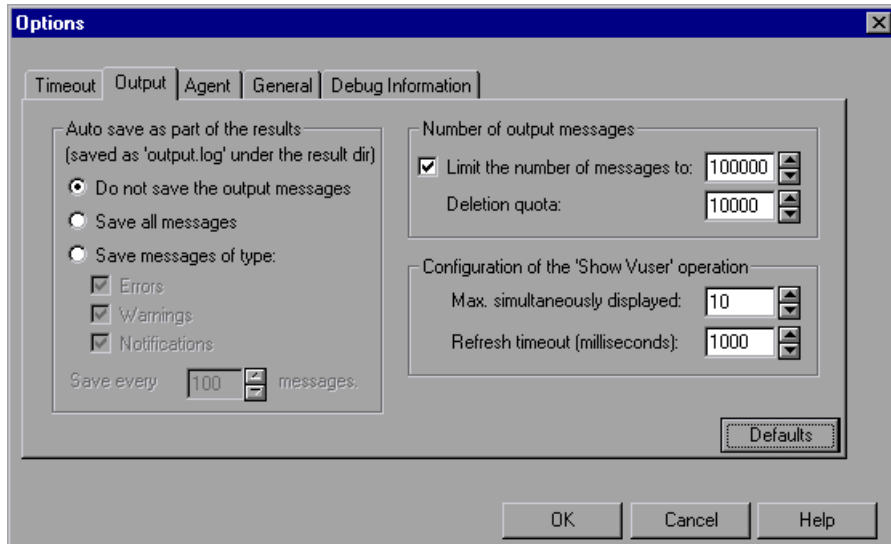 Options
Timeout Output Agent General Debug Information
Auto save as part of the results
(saved as 'output.log' under the result dir)
Do not save the output messages
Save all messages
Save messages of type:
Errors
Warnings
Notifications
Save every 100 messages.
Number of output messages
Limit the number of messages to: 100000
Deletion quota: 10000
Configuration of the 'Show Vuser' operation
Max. simultaneously displayed: 10
Refresh timeout (milliseconds): 1000
Defaults
OK Cancel Help